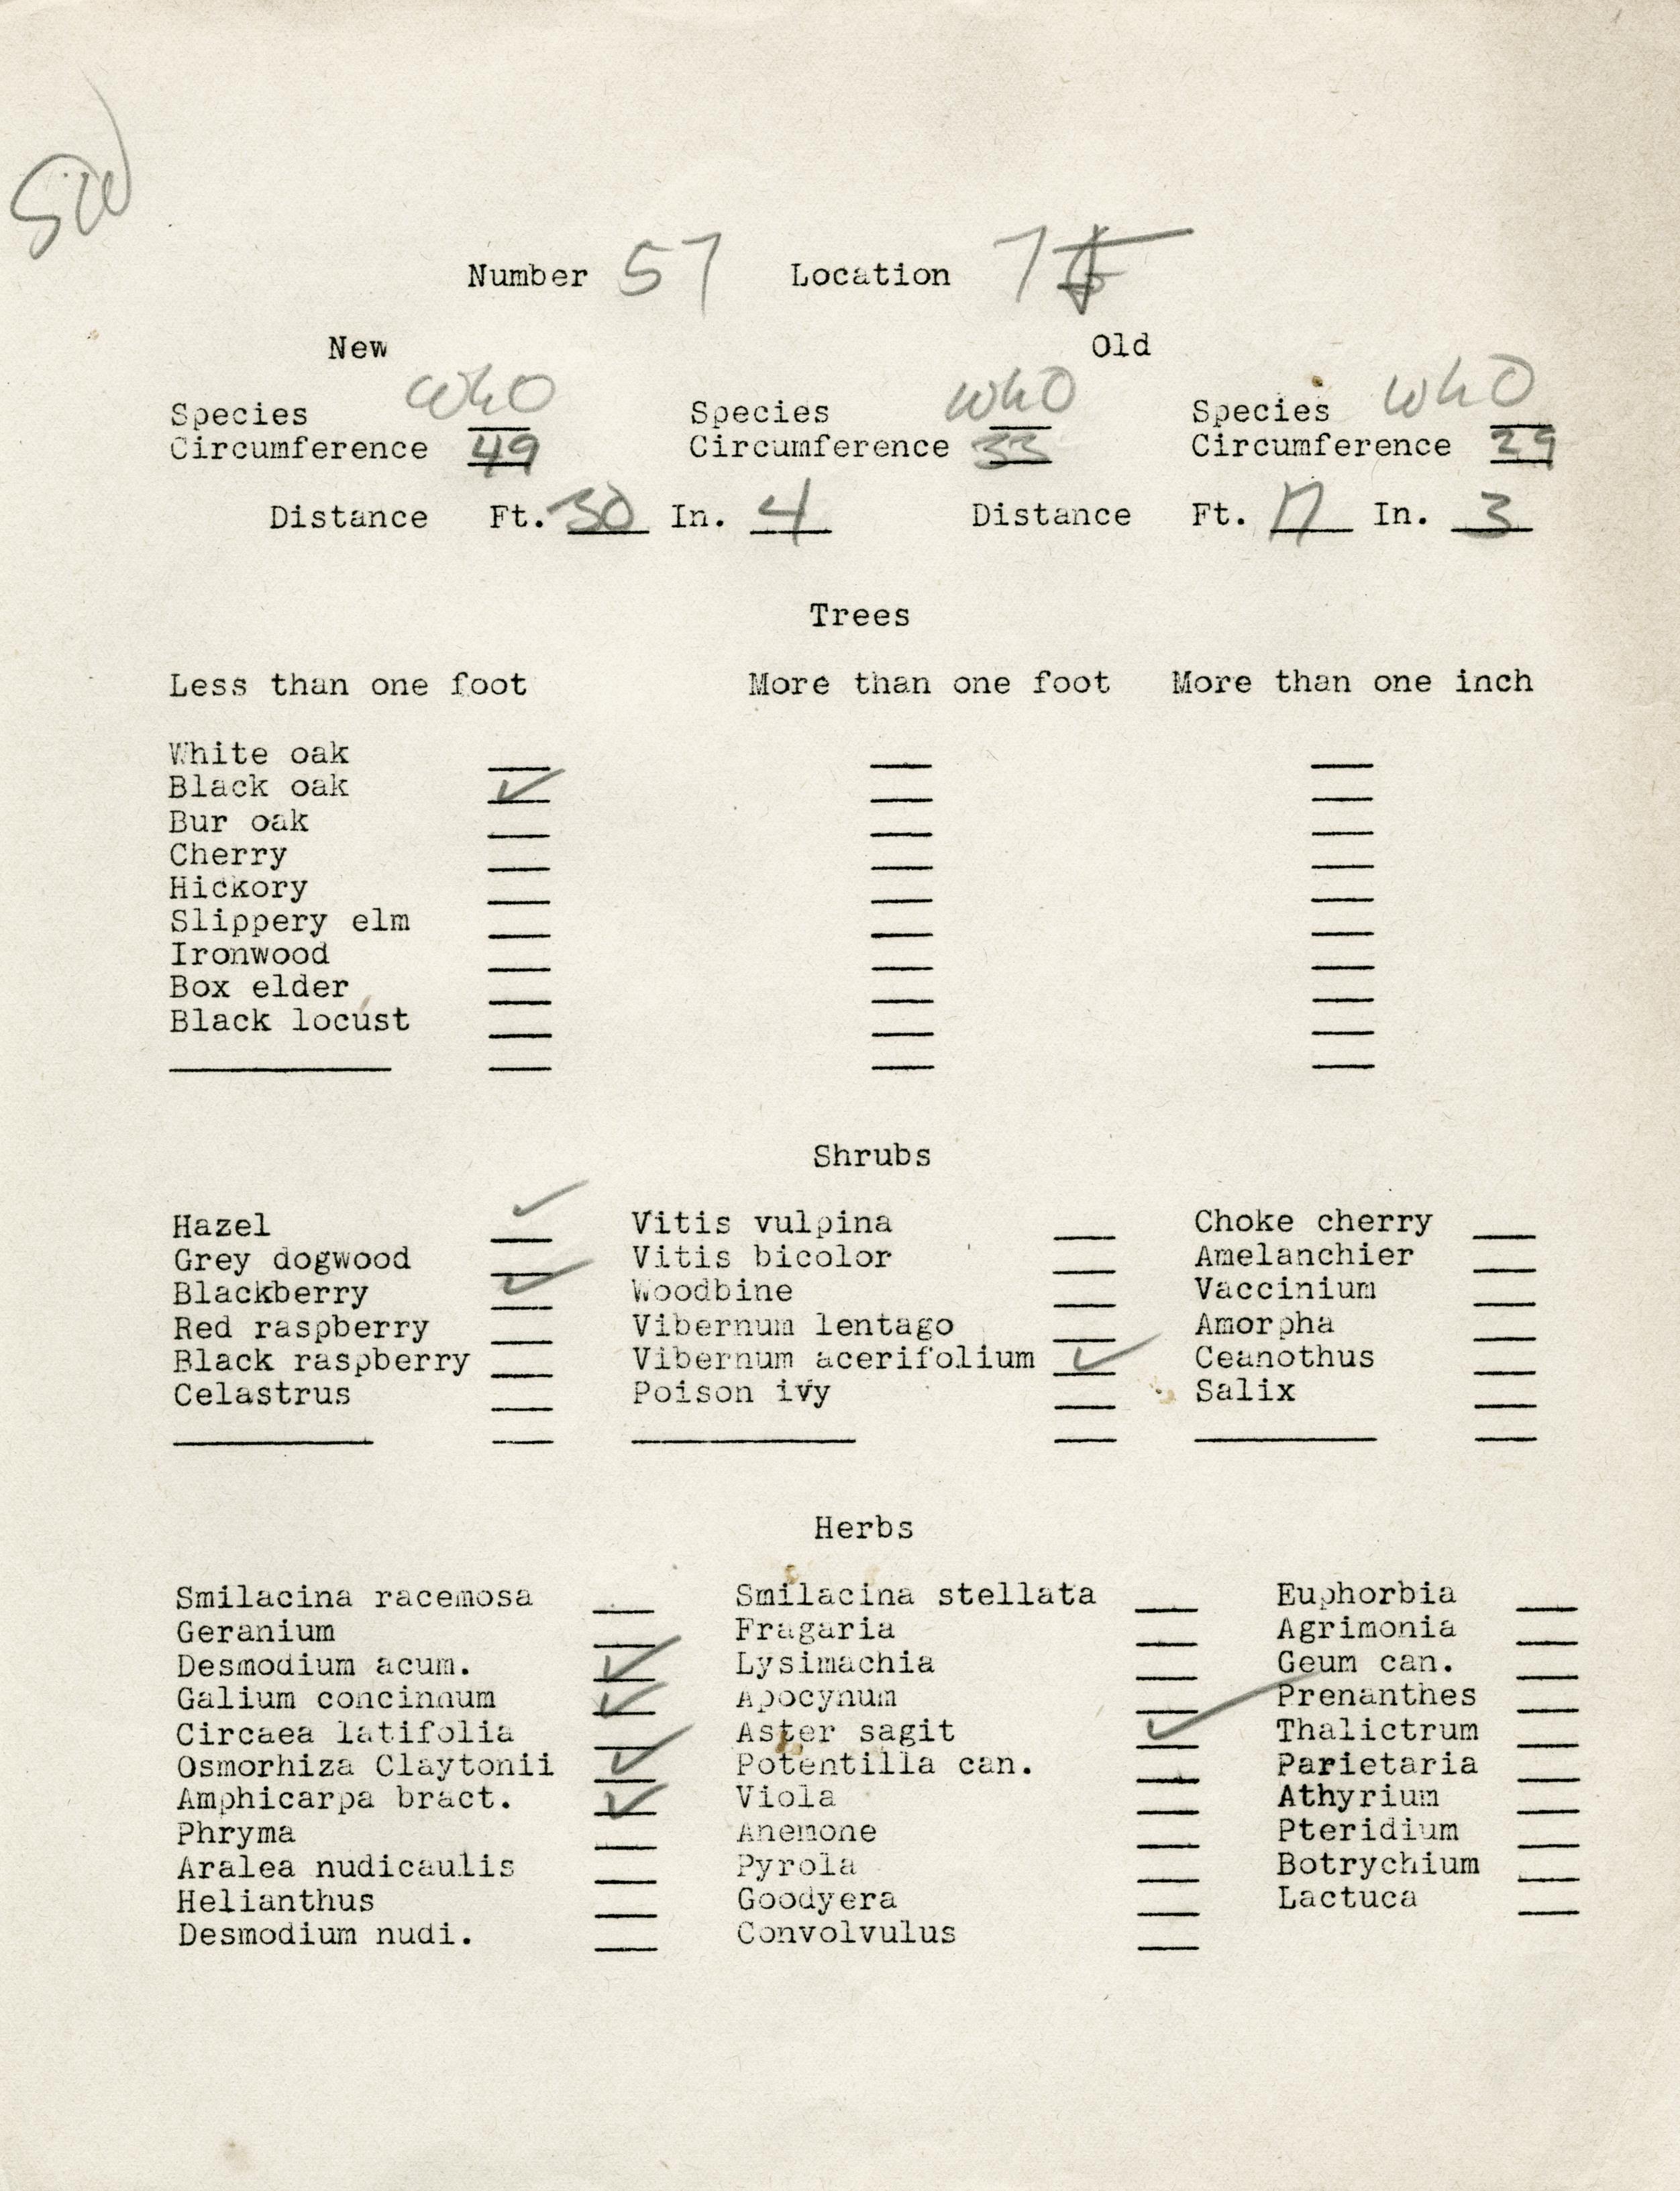 SW
Number 57 Location 7
New Old
Species WhO Species WhO Species WhO
Circumference 49 Circumference 33 Circumference 29
Distance Ft. 30 In. 4 Distance Ft. 17 In. 3
Trees
Less than one foot More than one foot More than one inch
White oak
Black oak ✓
Bur oak
Cherry
Hickory
Slippery elm
Ironwood
Box elder
Black locust
Shrubs
Hazel ✓ Vitis vulpina Choke cherry
Grey dogwood Vitis bicolor Amelanchier
Blackberry ✓ Woodbine Vaccinium
Red raspberry Vibernum lentago Amorpha
Black raspberry Vibernum acerifolium ✓ Ceanothus
Celastrus Poison ivy Salix
Herbs
Smilacina racemosa Smilacina stellata Euphorbia
Geranium Fragaria Agrimonia
Desmodium acum. ✓ Lysimachia Geum can.
Galium concinnum ✓ Apocynum Prenanthes
Circaea latifolia Aster sagit ✓ Thalictrum
Osmorhiza Claytonii ✓ Potentilla can. Parietaria
Amphicarpa bract. ✓ Viola Athyrium
Phryma Anemone Pteridium
Aralea nudicaulis Pyrola Botrychium
Helianthus Goodyera Lactuca
Desmodium nudi. Convolvulus